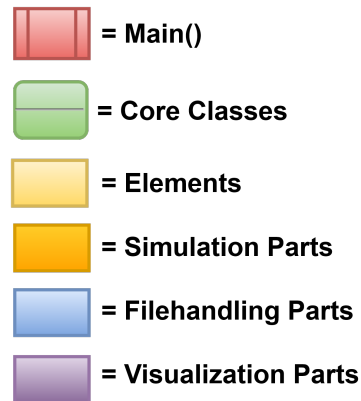 = Main()
= Core Classes
= Elements
= Simulation Parts
= Filehandling Parts
= Visualization Parts